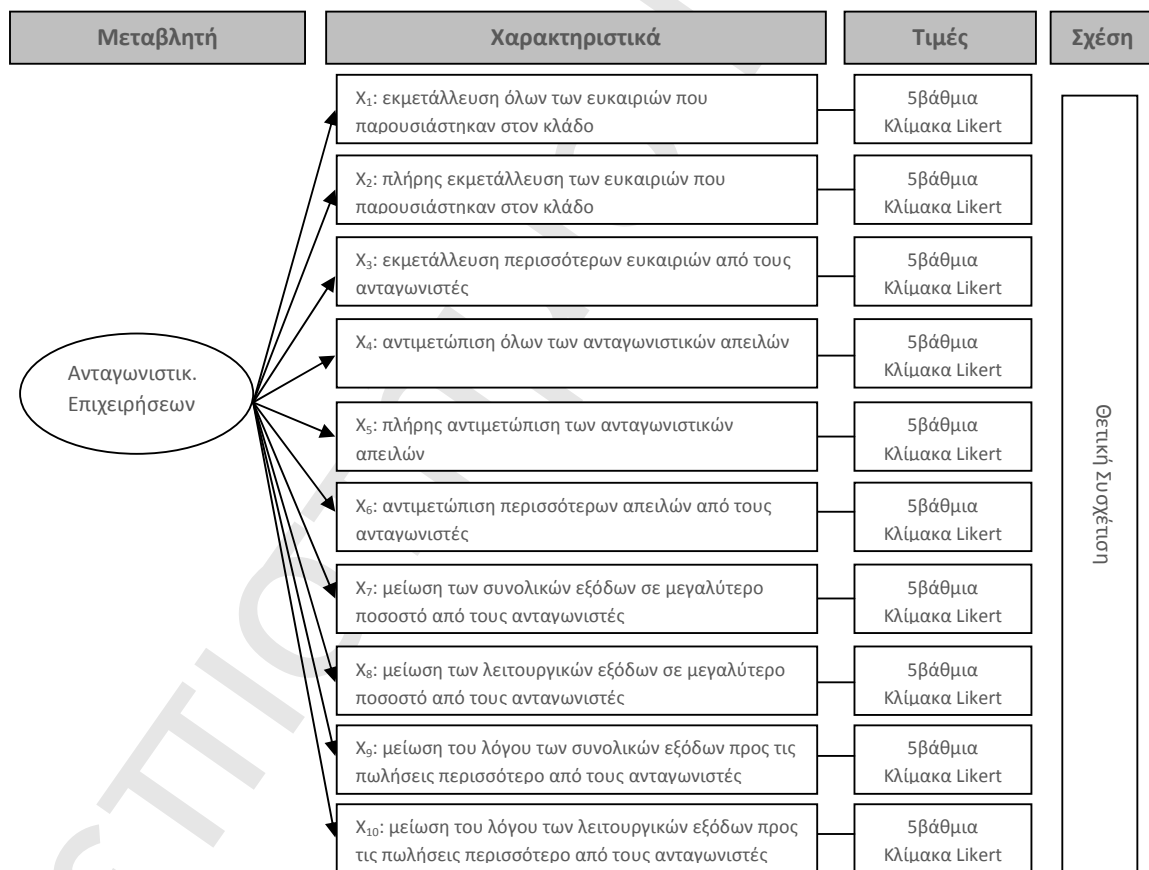 Μεταβλητή Χαρακτηριστικά Τιμές Σχέση
X₁: εκμετάλλευση όλων των ευκαιριών που
παρουσιάστηκαν στον κλάδο
5βάθμια
Κλίμακα Likert
X₂: πλήρης εκμετάλλευση των ευκαιριών που
παρουσιάστηκαν στον κλάδο
5βάθμια
Κλίμακα Likert
X₃: εκμετάλλευση περισσότερων ευκαιριών από τους
ανταγωνιστές
5βάθμια
Κλίμακα Likert
X₄: αντιμετώπιση όλων των ανταγωνιστικών απειλών
5βάθμια
Κλίμακα Likert
Ανταγωνιστικ.
Επιχειρήσεων
X₅: πλήρης αντιμετώπιση των ανταγωνιστικών
απειλών
5βάθμια
Κλίμακα Likert
X₆: αντιμετώπιση περισσότερων απειλών από τους
ανταγωνιστές
5βάθμια
Κλίμακα Likert
X₇: μείωση των συνολικών εξόδων σε μεγαλύτερο
ποσοστό από τους ανταγωνιστές
5βάθμια
Κλίμακα Likert
X₈: μείωση των λειτουργικών εξόδων σε μεγαλύτερο
ποσοστό από τους ανταγωνιστές
5βάθμια
Κλίμακα Likert
X₉: μείωση του λόγου των συνολικών εξόδων προς τις
πωλήσεις περισσότερο από τους ανταγωνιστές
5βάθμια
Κλίμακα Likert
X₁₀: μείωση του λόγου των λειτουργικών εξόδων προς
τις πωλήσεις περισσότερο από τους ανταγωνιστές
5βάθμια
Κλίμακα Likert
Θετική Συσχέτιση